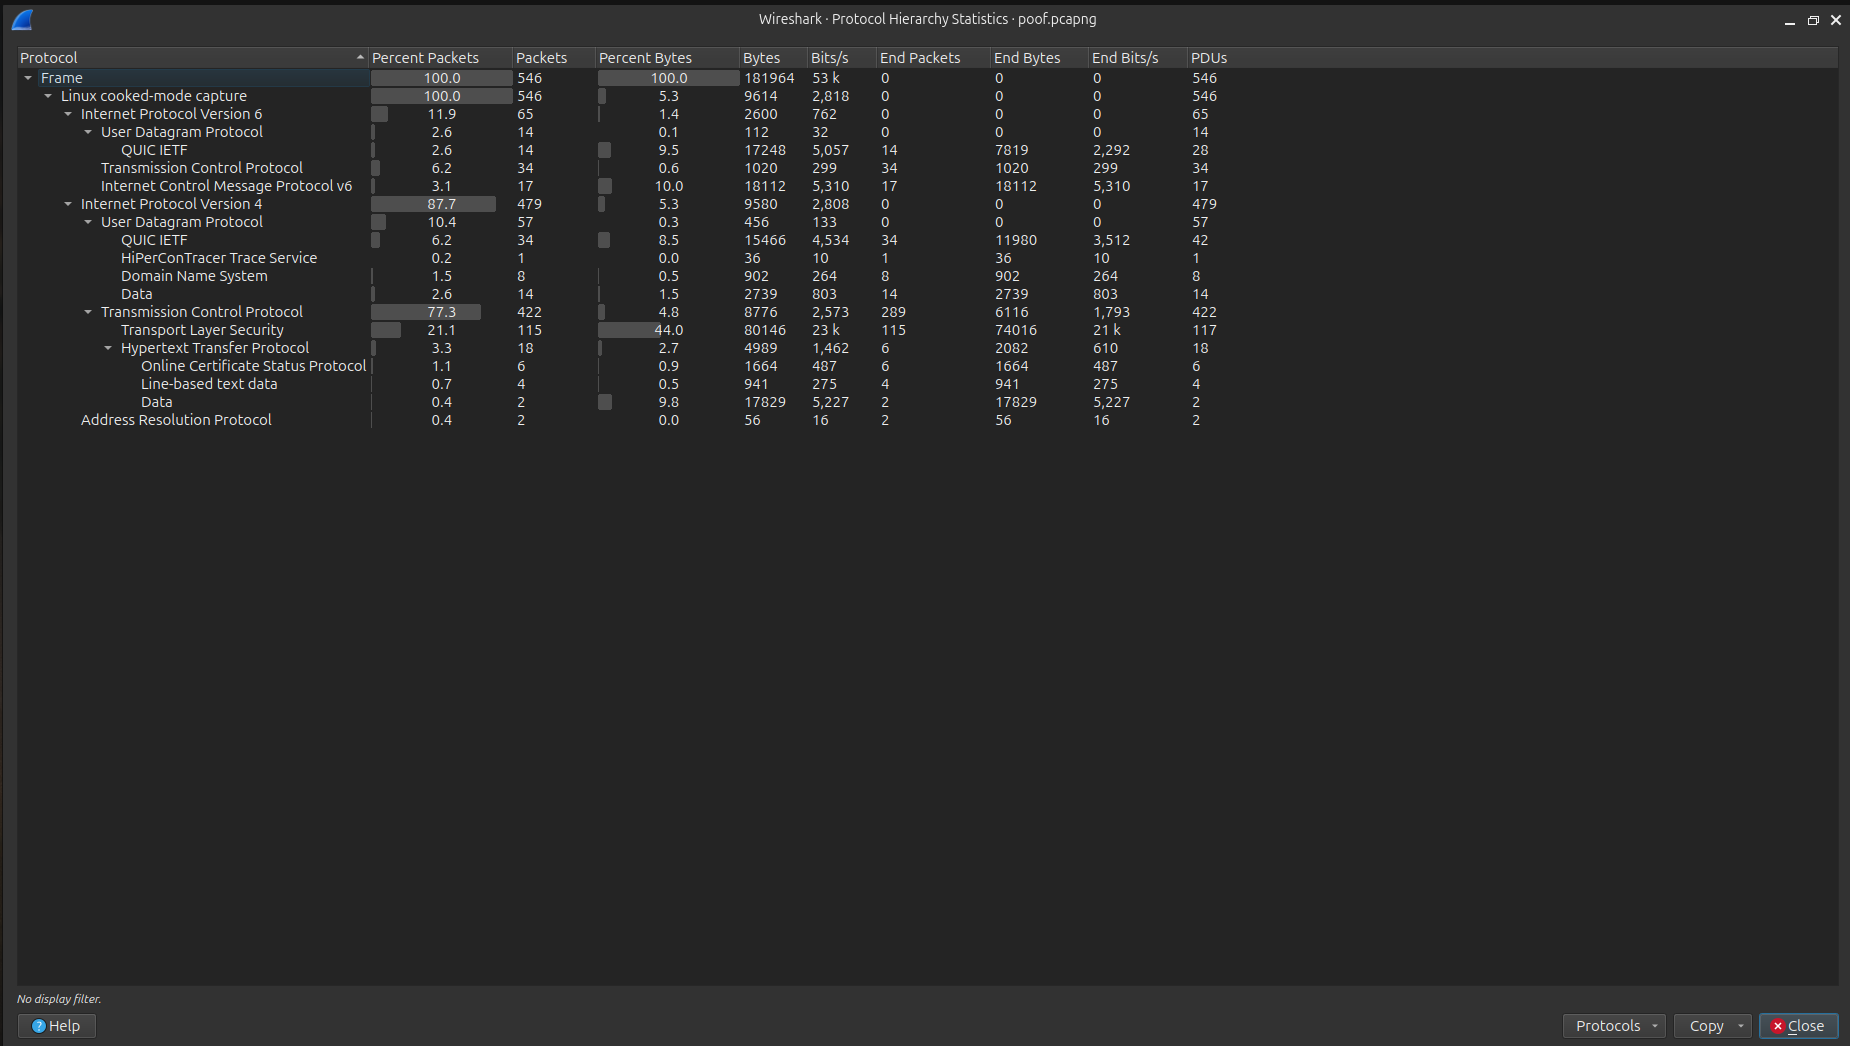 Wireshark · Protocol Hierarchy Statistics · poof.pcapng
Protocol Percent Packets Packets Percent Bytes Bytes Bits/s End Packets End Bytes End Bits/s PDUs
Frame 100.0 546 100.0 181964 53 k 0 0 0 546
Linux cooked-mode capture 100.0 546 5.3 9614 2,818 0 0 0 546
Internet Protocol Version 6 11.9 65 1.4 2600 762 0 0 0 65
User Datagram Protocol 2.6 14 0.1 112 32 0 0 0 14
QUIC IETF 2.6 14 9.5 17248 5,057 14 7819 2,292 28
Transmission Control Protocol 6.2 34 0.6 1020 299 34 1020 299 34
Internet Control Message Protocol v6 3.1 17 10.0 18112 5,310 17 18112 5,310 17
Internet Protocol Version 4 87.7 479 5.3 9580 2,808 0 0 0 479
User Datagram Protocol 10.4 57 0.3 456 133 0 0 0 57
QUIC IETF 6.2 34 8.5 15466 4,534 34 11980 3,512 42
HiPerConTracer Trace Service 0.2 1 0.0 36 10 1 36 10 1
Domain Name System 1.5 8 0.5 902 264 8 902 264 8
Data 2.6 14 1.5 2739 803 14 2739 803 14
Transmission Control Protocol 77.3 422 4.8 8776 2,573 289 6116 1,793 422
Transport Layer Security 21.1 115 44.0 80146 23 k 115 74016 21 k 117
Hypertext Transfer Protocol 3.3 18 2.7 4989 1,462 6 2082 610 18
Online Certificate Status Protocol 1.1 6 0.9 1664 487 6 1664 487 6
Line-based text data 0.7 4 0.5 941 275 4 941 275 4
Data 0.4 2 9.8 17829 5,227 2 17829 5,227 2
Address Resolution Protocol 0.4 2 0.0 56 16 2 56 16 2
No display filter.
Help Protocols Copy Close